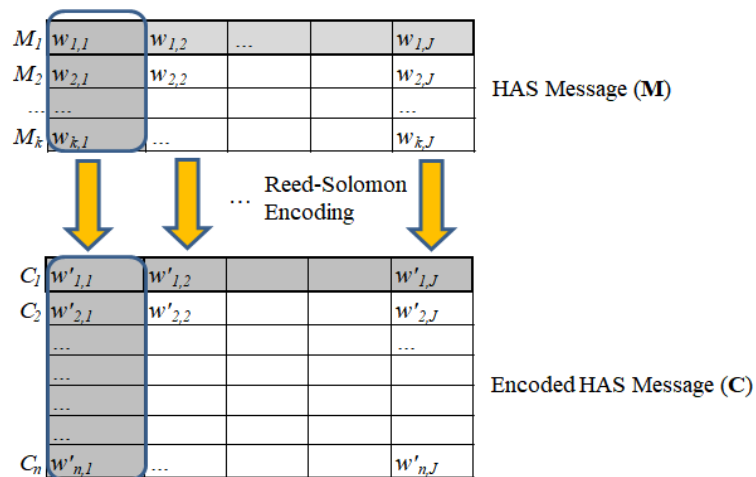 M1 w1,1 w1,2 ... w1,J
M2 w2,1 w2,2 w2,J
... ... ...
Mk wk,1 ... wk,J
HAS Message (M)
... Reed-Solomon
Encoding
C1 w'1,1 w'1,2 w'1,J
C2 w'2,1 w'2,2 w'2,J
... ...
...
...
...
Cn w'n,1 ... w'n,J
Encoded HAS Message (C)